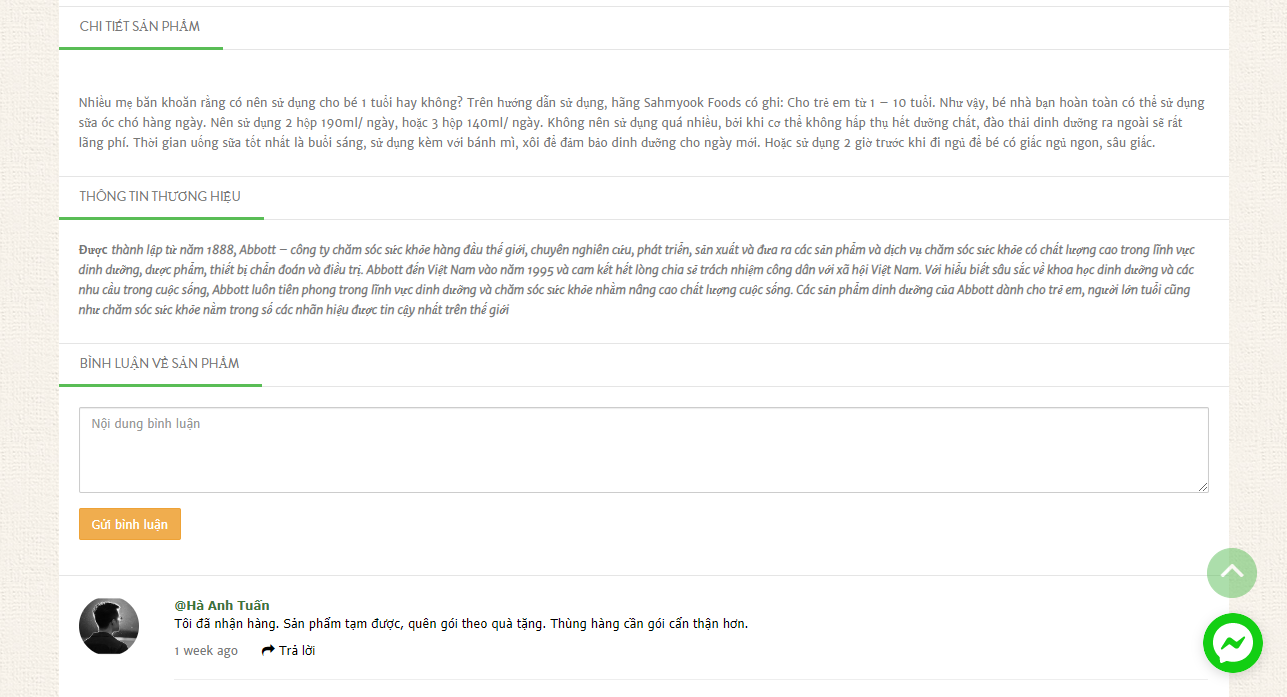 CHI TIẾT SẢN PHẨM
Nhiều mẹ băn khoăn rằng có nên sử dụng cho bé 1 tuổi hay không? Trên hướng dẫn sử dụng, hãng Sahmyook Foods có ghi: Cho trẻ em từ 1 – 10 tuổi. Như vậy, bé nhà bạn hoàn toàn có thể sử dụng
sữa óc chó hàng ngày. Nên sử dụng 2 hộp 190ml/ ngày, hoặc 3 hộp 140ml/ ngày. Không nên sử dụng quá nhiều, bởi khi cơ thể không hấp thụ hết dưỡng chất, đào thải dinh dưỡng ra ngoài sẽ rất
lãng phí. Thời gian uống sữa tốt nhất là buổi sáng, sử dụng kèm với bánh mì, xôi để đảm bảo dinh dưỡng cho ngày mới. Hoặc sử dụng 2 giờ trước khi đi ngủ để bé có giấc ngủ ngon, sâu giấc.
THÔNG TIN THƯƠNG HIỆU
Được thành lập từ năm 1888, Abbott – công ty chăm sóc sức khỏe hàng đầu thế giới, chuyên nghiên cứu, phát triển, sản xuất và đưa ra các sản phẩm và dịch vụ chăm sóc sức khỏe có chất lượng cao trong lĩnh vực
dinh dưỡng, dược phẩm, thiết bị chẩn đoán và điều trị. Abbott đến Việt Nam vào năm 1995 và cam kết hết lòng chia sẻ trách nhiệm công dân với xã hội Việt Nam. Với hiểu biết sâu sắc về khoa học dinh dưỡng và các
nhu cầu trong cuộc sống, Abbott luôn tiên phong trong lĩnh vực dinh dưỡng và chăm sóc sức khỏe nhằm nâng cao chất lượng cuộc sống. Các sản phẩm dinh dưỡng của Abbott dành cho trẻ em, người lớn tuổi cũng
như chăm sóc sức khỏe nằm trong số các nhãn hiệu được tin cậy nhất trên thế giới
BÌNH LUẬN VỀ SẢN PHẨM
Nội dung bình luận
Gửi bình luận
@Hà Anh Tuấn
Tôi đã nhận hàng. Sản phẩm tạm được, quên gói theo quà tặng. Thùng hàng cần gói cẩn thận hơn.
1 week ago Trả lời